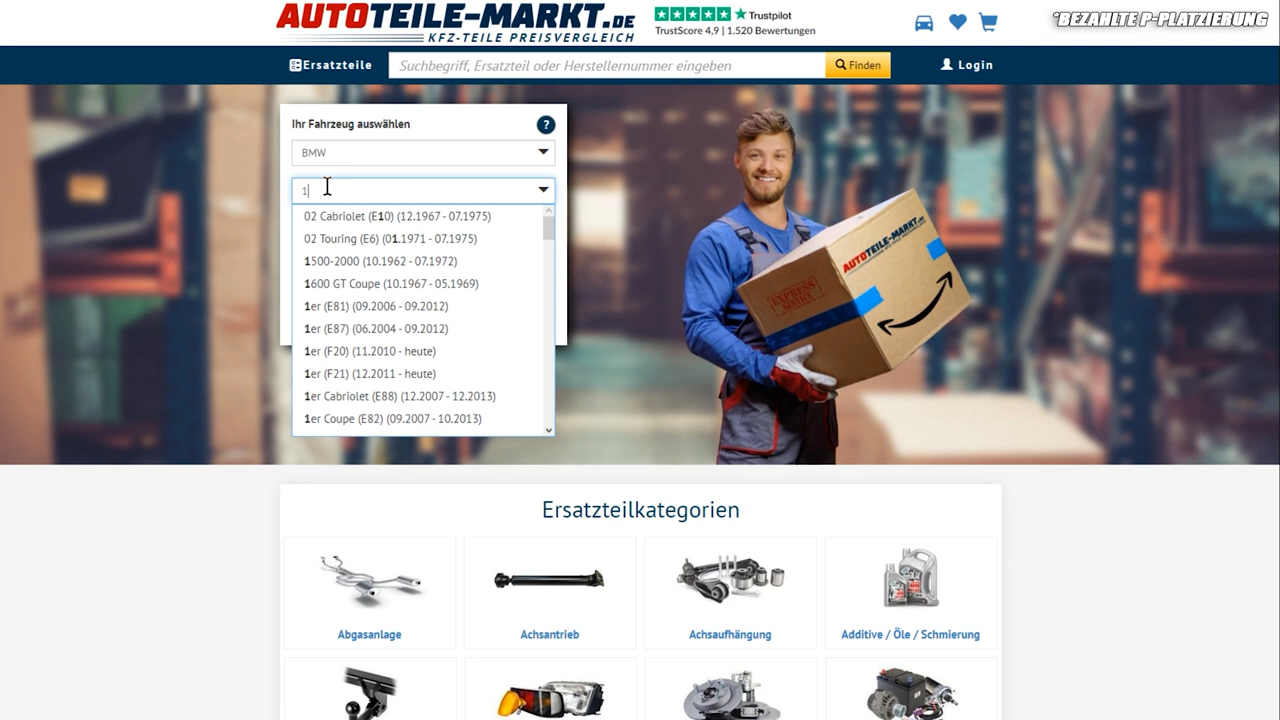 AUTOTEILE-MARKT.DE
KFZ-TEILE PREISVERGLEICH
Trustpilot
TrustScore 4,9 | 1.520 Bewertungen
*BEZAHLTE P-PLATZIERUNG
Ersatzteile
Suchbegriff, Ersatzteil oder Herstellernummer eingeben
Finden
Login
Ihr Fahrzeug auswählen
?
BMW
1
02 Cabriolet (E10) (12.1967 - 07.1975)
02 Touring (E6) (01.1971 - 07.1975)
1500-2000 (10.1962 - 07.1972)
1600 GT Coupe (10.1967 - 05.1969)
1er (E81) (09.2006 - 09.2012)
1er (E87) (06.2004 - 09.2012)
1er (F20) (11.2010 - heute)
1er (F21) (12.2011 - heute)
1er Cabriolet (E88) (12.2007 - 12.2013)
1er Coupe (E82) (09.2007 - 10.2013)
AUTOTEILE-MARKT.DE
KFZ-TEILE PREISVERGLEICH
EXPRESS
SERVICE
Ersatzteilkategorien
Abgasanlage
Achsantrieb
Achsaufhängung
Additive / Öle / Schmierung